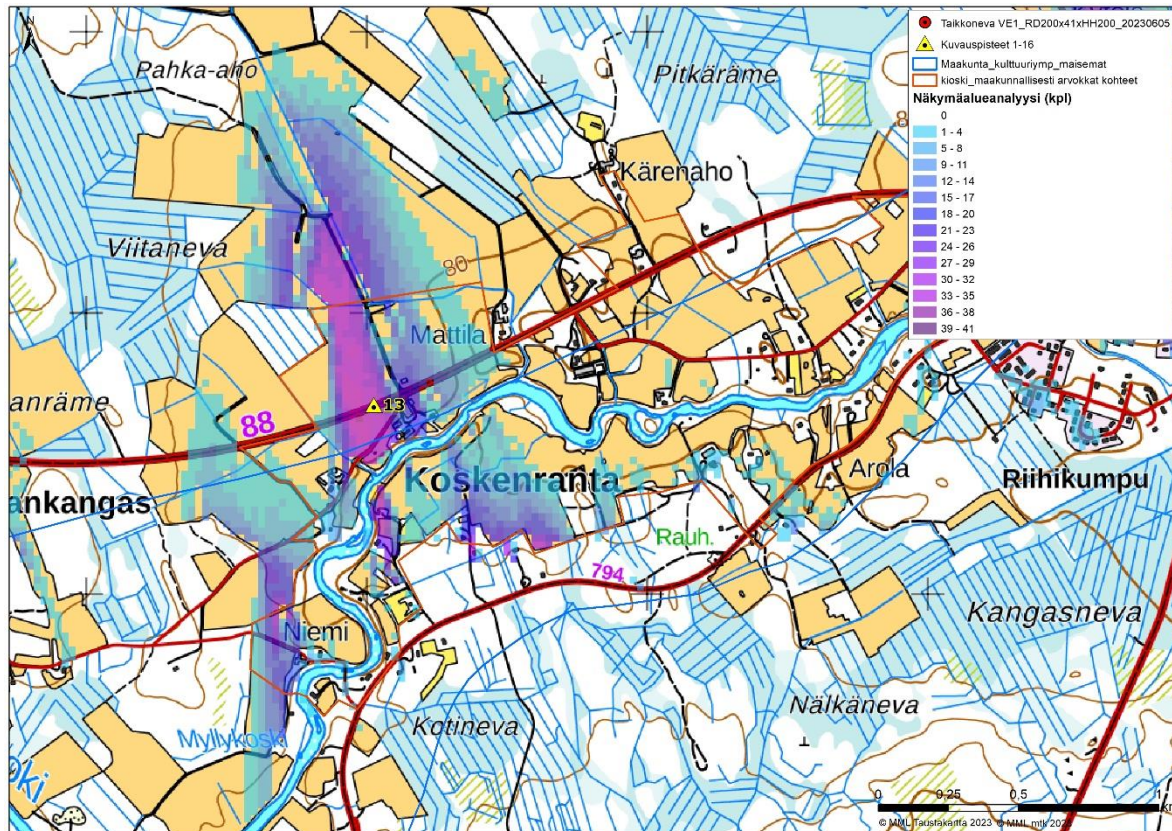 Taikkoneva VE1_RD200x41xHH200_20230605
Kuvauspisteet 1-16
Maakunta_kulttuuriymp_maisemat
kioski_maakunnallisesti arvokkat kohteet
Näkymäalueanalyysi (kpl)
0
1 - 4
5 - 8
9 - 11
12 - 14
15 - 17
18 - 20
21 - 23
24 - 26
27 - 29
30 - 32
33 - 35
36 - 38
39 - 41
Pahka-aho
Pitkäräme
Kärenaho
Viitaneva
80
Mattila
anräme
88
13
Koskenranta
Arola
Riihikumpu
ankangas
Rauh.
794
Kangasneva
Niemi
Nälkäneva
Kotineva
Myllykoski
oki
0 0,25 0,5 1
© MML Taustakartta 2023 © MML mtk 202